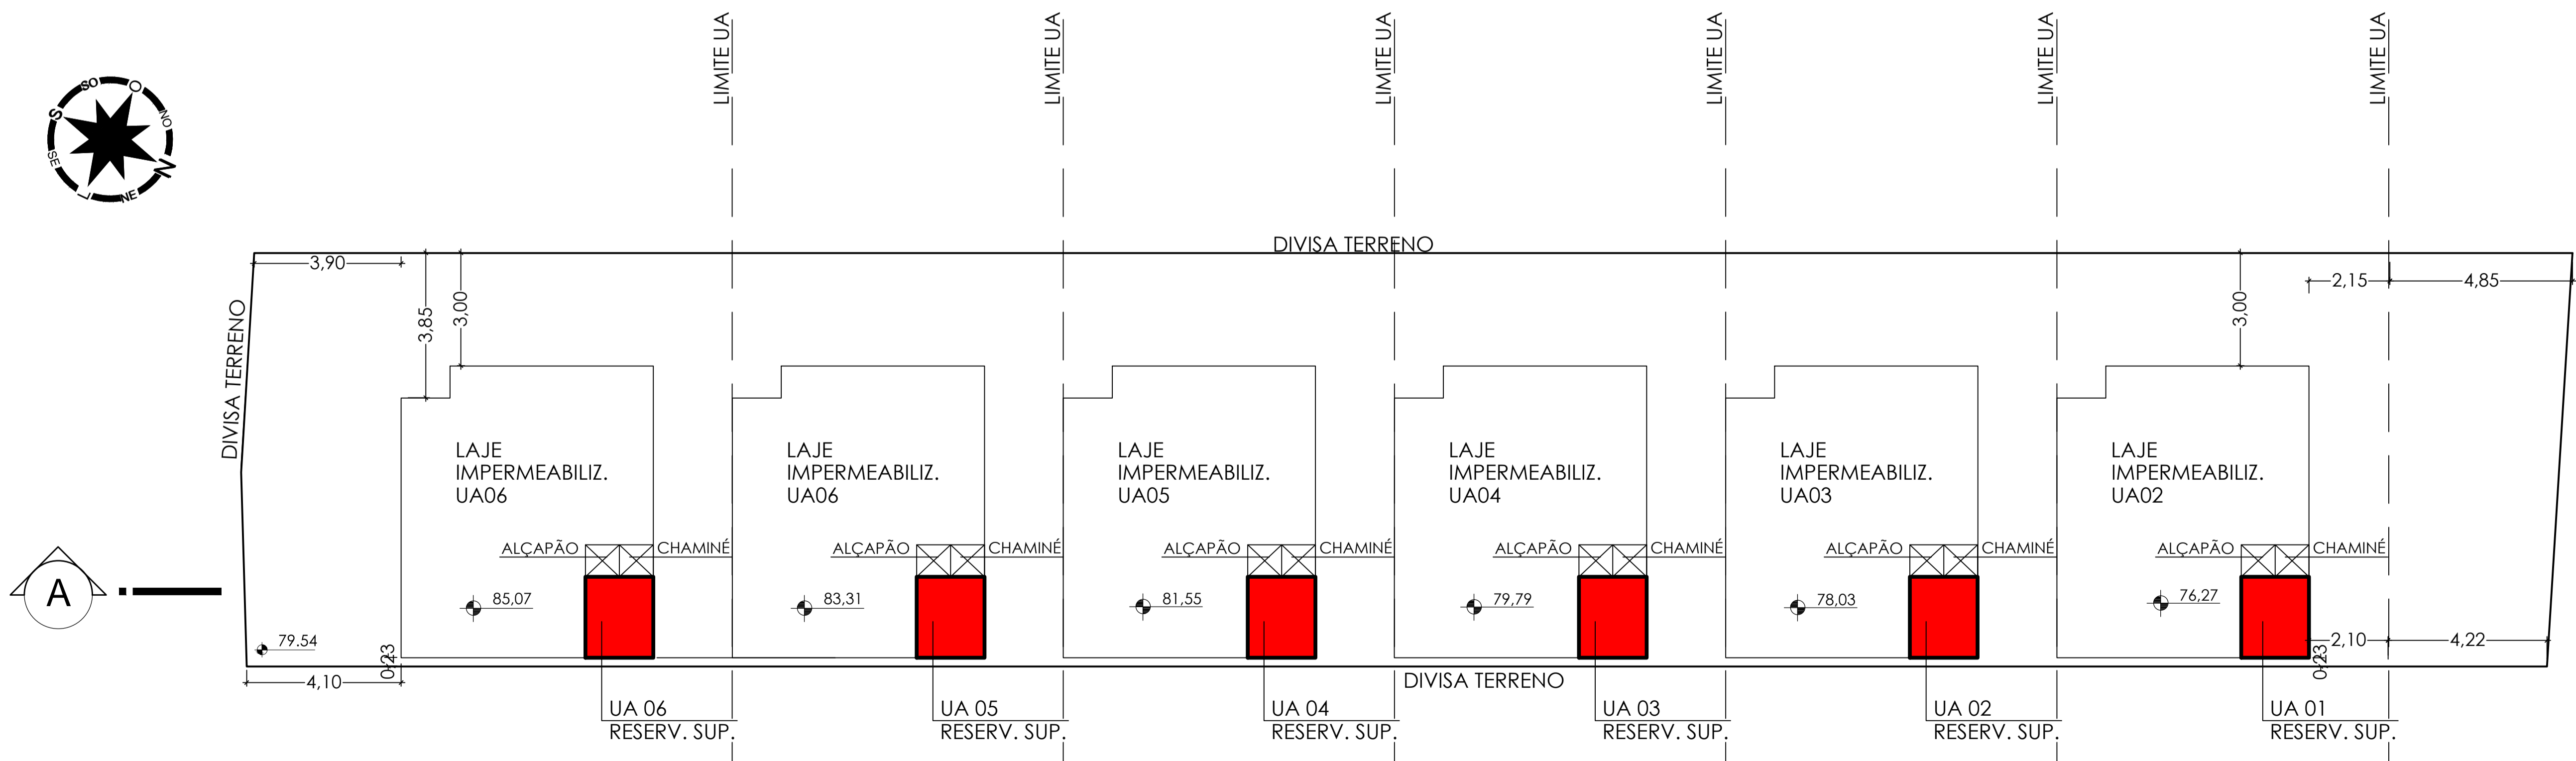 LIMITE UA
LIMITE UA
LIMITE UA
LIMITE UA
LIMITE UA
LIMITE UA
SO
O
S
NO
SE
N
L
NE
DIVISA TERRENO
3,90
2,15
4,85
3,85
3,00
3,00
DIVISA TERRENO
LAJE
IMPERMEABILIZ.
UA06
LAJE
IMPERMEABILIZ.
UA06
LAJE
IMPERMEABILIZ.
UA05
LAJE
IMPERMEABILIZ.
UA04
LAJE
IMPERMEABILIZ.
UA03
LAJE
IMPERMEABILIZ.
UA02
ALÇAPÃO
CHAMINÉ
ALÇAPÃO
CHAMINÉ
ALÇAPÃO
CHAMINÉ
ALÇAPÃO
CHAMINÉ
ALÇAPÃO
CHAMINÉ
ALÇAPÃO
CHAMINÉ
A
85,07
83,31
81,55
79,79
78,03
76,27
79.54
0,23
2,10
4,22
0,23
4,10
DIVISA TERRENO
UA 06
RESERV. SUP.
UA 05
RESERV. SUP.
UA 04
RESERV. SUP.
UA 03
RESERV. SUP.
UA 02
RESERV. SUP.
UA 01
RESERV. SUP.